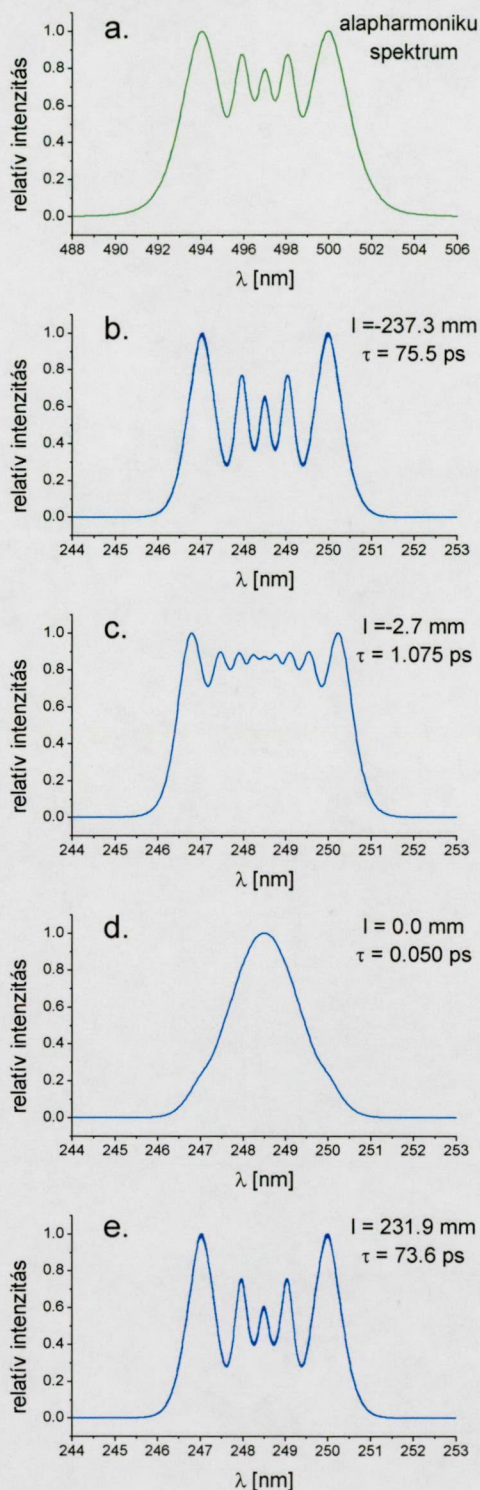 a.
alapharmoniku
spektrum
relatív intenzitás
1.0
0.8
0.6
0.4
0.2
0.0
488 490 492 494 496 498 500 502 504 506
λ [nm]
b.
l =-237.3 mm
τ = 75.5 ps
relatív intenzitás
1.0
0.8
0.6
0.4
0.2
0.0
244 245 246 247 248 249 250 251 252 253
λ [nm]
c.
l =-2.7 mm
τ = 1.075 ps
relatív intenzitás
1.0
0.8
0.6
0.4
0.2
0.0
244 245 246 247 248 249 250 251 252 253
λ [nm]
d.
l = 0.0 mm
τ = 0.050 ps
relatív intenzitás
1.0
0.8
0.6
0.4
0.2
0.0
244 245 246 247 248 249 250 251 252 253
λ [nm]
e.
l = 231.9 mm
τ = 73.6 ps
relatív intenzitás
1.0
0.8
0.6
0.4
0.2
0.0
244 245 246 247 248 249 250 251 252 253
λ [nm]